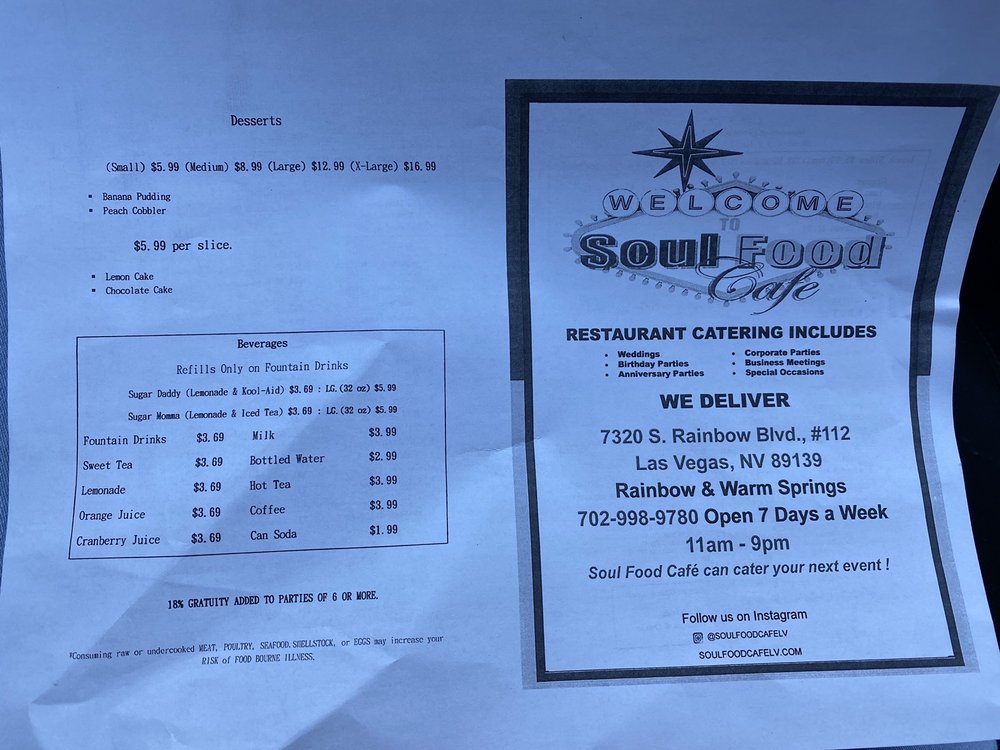 Desserts
(Small) $5.99 (Medium) $8.99 (Large) $12.99 (X-Large) $16.99
▪ Banana Pudding
▪ Peach Cobbler
$5.99 per slice.
▪ Lemon Cake
▪ Chocolate Cake
Beverages
Refills Only on Fountain Drinks
Sugar Daddy (Lemonade & Kool-Aid) $3.69 : LG.(32 oz) $5.99
Sugar Momma (Lemonade & Iced Tea) $3.69 : LG.(32 oz) $5.99
Fountain Drinks $3.69 Milk $3.99
Sweet Tea $3.69 Bottled Water $2.99
Lemonade $3.69 Hot Tea $3.99
Orange Juice $3.69 Coffee $3.99
Cranberry Juice $3.69 Can Soda $1.99
18% GRATUITY ADDED TO PARTIES OF 6 OR MORE.
*Consuming raw or undercooked MEAT, POULTRY, SEAFOOD.SHELLSTOCK, or EGGS may increase your
RISK of FOOD BOURNE ILLNESS.
WELCOME
TO
Soul Food
Cafe
RESTAURANT CATERING INCLUDES
• Weddings • Corporate Parties
• Birthday Parties • Business Meetings
• Anniversary Parties • Special Occasions
WE DELIVER
7320 S. Rainbow Blvd., #112
Las Vegas, NV 89139
Rainbow & Warm Springs
702-998-9780 Open 7 Days a Week
11am - 9pm
Soul Food Café can cater your next event !
Follow us on Instagram
@SOULFOODCAFELV
SOULFOODCAFELV.COM